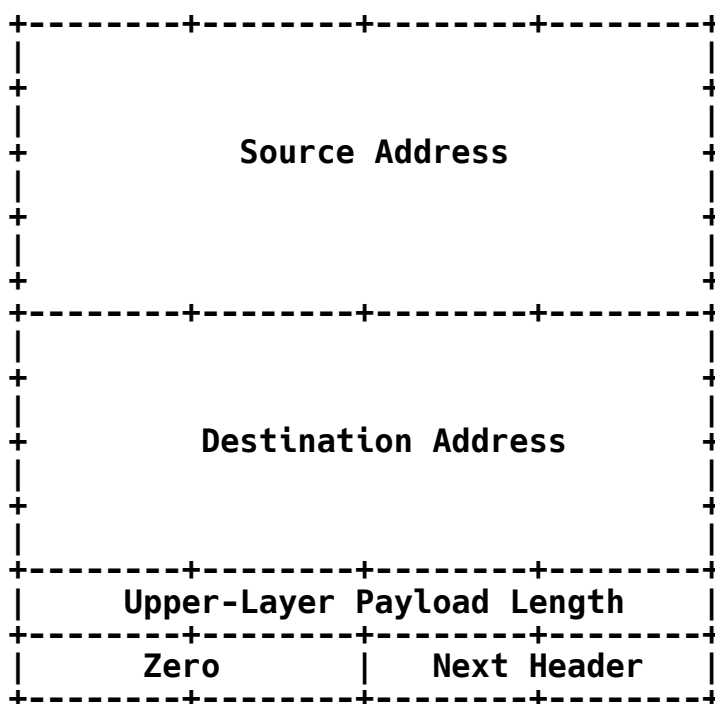 Source Address
Destination Address
Upper-Layer Payload Length
Zero | Next Header